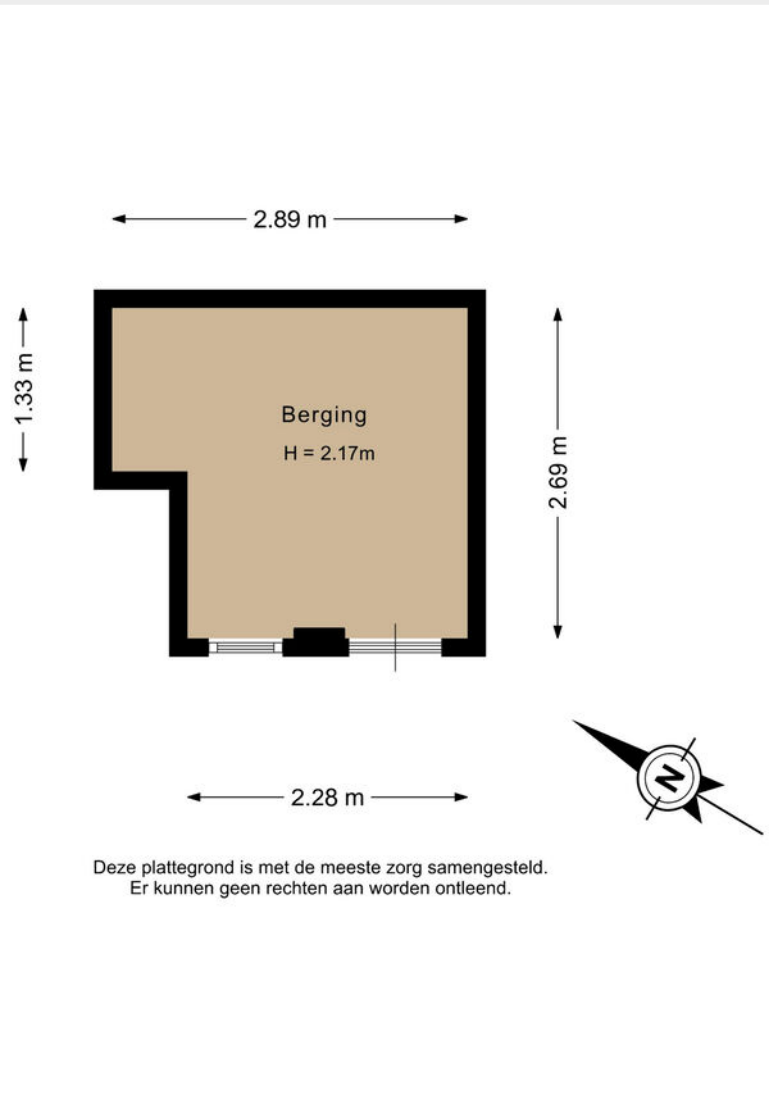 2.89 m
1.33 m
Berging
H = 2.17m
2.69 m
N
2.28 m
Deze plattegrond is met de meeste zorg samengesteld.
Er kunnen geen rechten aan worden ontleend.